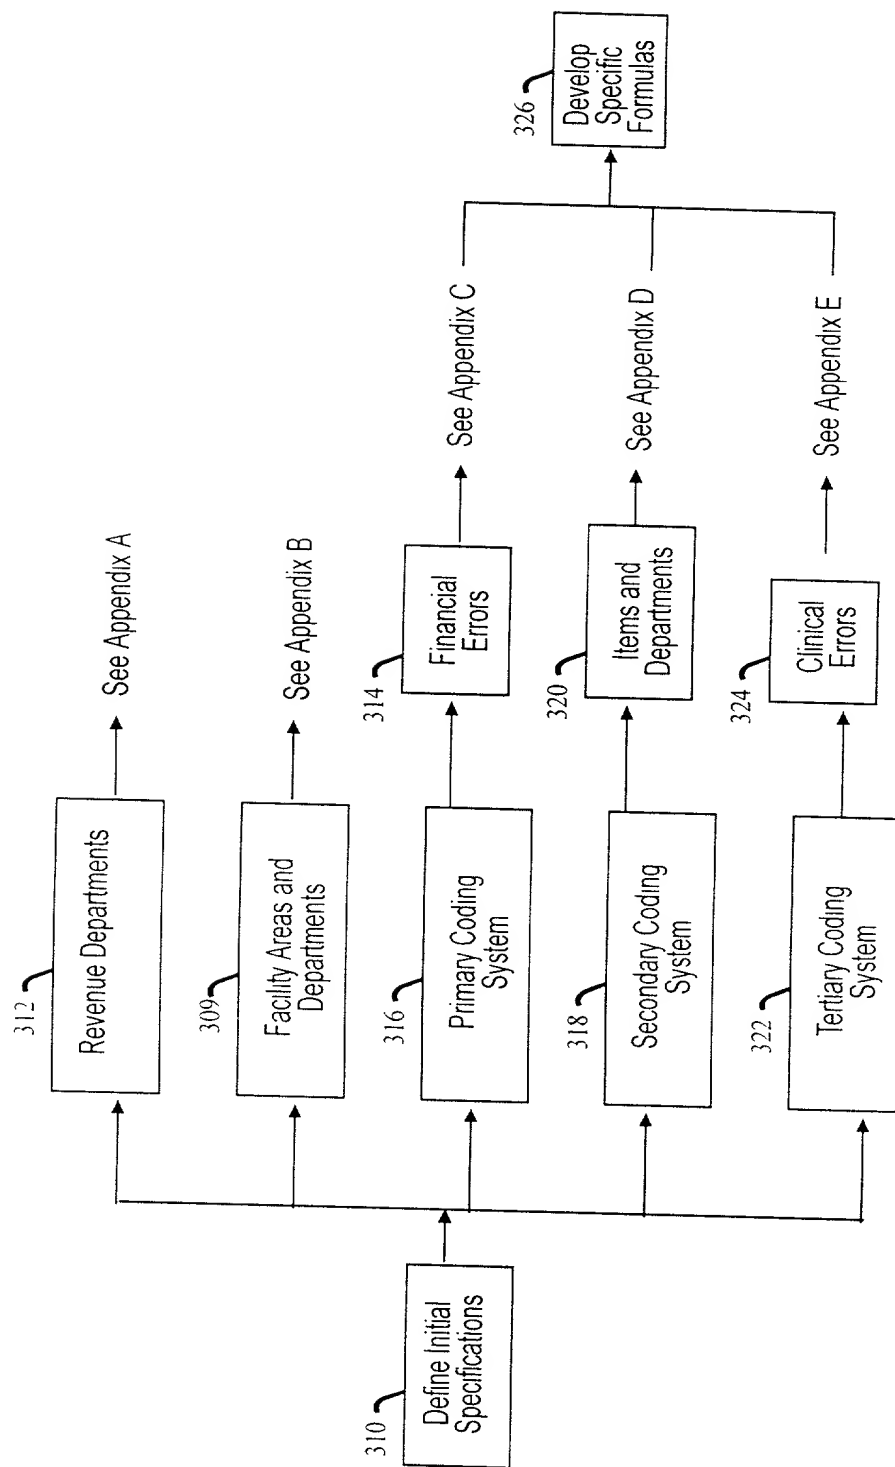 310
Define Initial
Specifications
312
Revenue Departments
See Appendix A
309
Facility Areas and
Departments
See Appendix B
316
Primary Coding
System
314
Financial
Errors
See Appendix C
318
Secondary Coding
System
320
Items and
Departments
See Appendix D
322
Tertiary Coding
System
324
Clinical
Errors
See Appendix E
326
Develop
Specific
Formulas